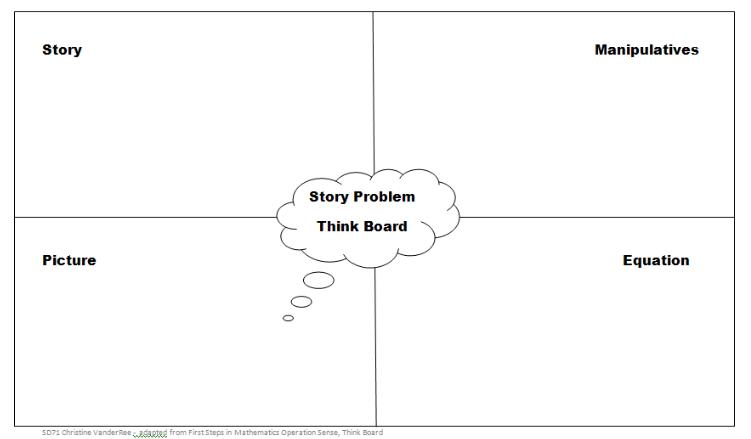 Story
Manipulatives
Story Problem
Think Board
Picture
Equation
SD71 Christine VanderRee - adapted from First Steps in Mathematics Operation Sense, Think Board